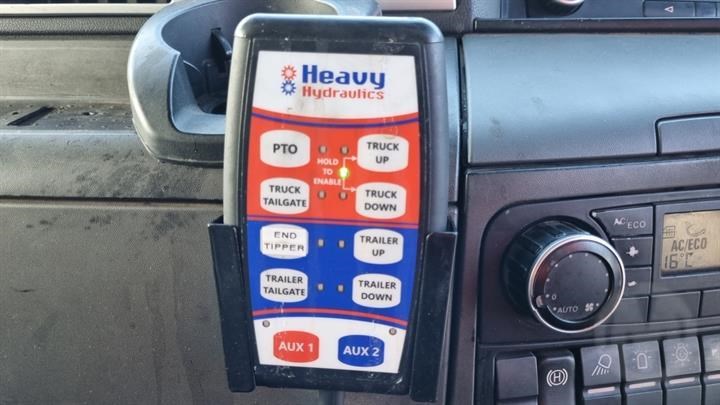 Heavy
Hydraulics
PTO
HOLD
TO
ENABLE
TRUCK
UP
TRUCK
TAILGATE
TRUCK
DOWN
END
TIPPER
TRAILER
UP
TRAILER
TAILGATE
TRAILER
DOWN
AUX 1
AUX 2
AC/ECO
AC/ECO
16°C
0
AUTO